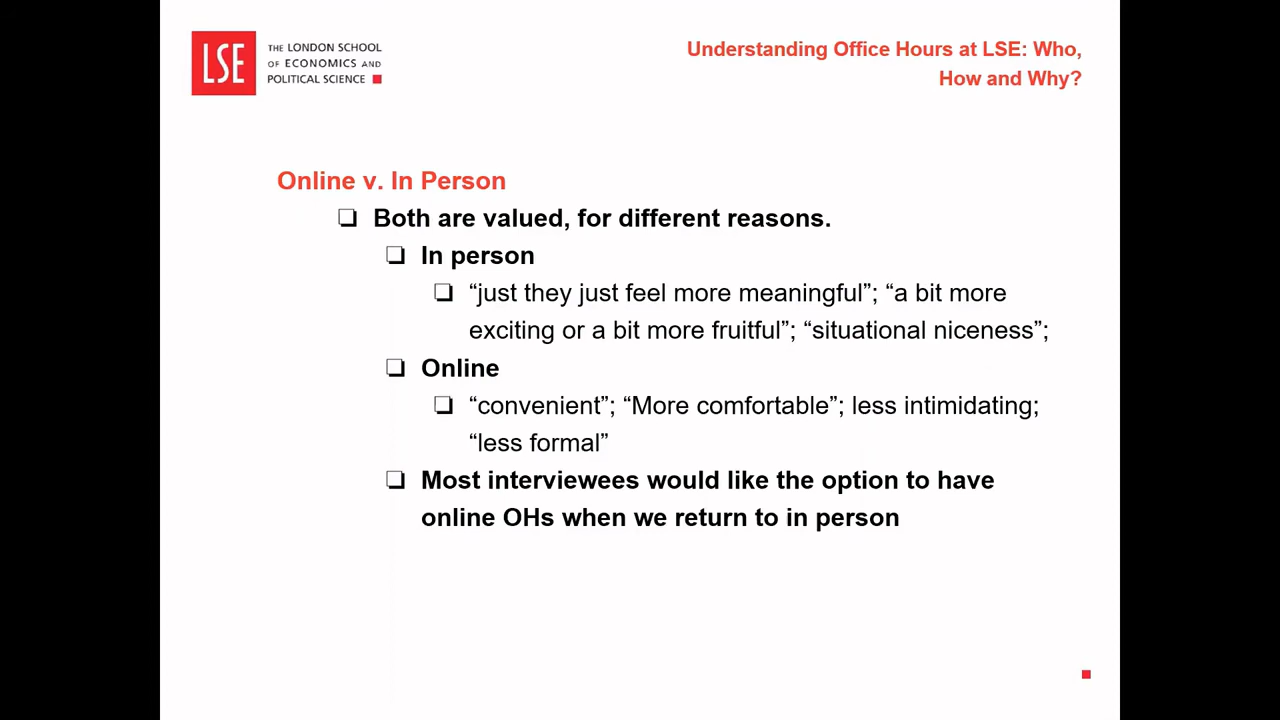 LSE
THE LONDON SCHOOL
OF ECONOMICS AND
POLITICAL SCIENCE
Understanding Office Hours at LSE: Who,
How and Why?
Online v. In Person
❏ Both are valued, for different reasons.
❏ In person
❏ “just they just feel more meaningful”; “a bit more
exciting or a bit more fruitful”; “situational niceness”;
❏ Online
❏ “convenient”; “More comfortable”; less intimidating;
“less formal”
❏ Most interviewees would like the option to have
online OHs when we return to in person